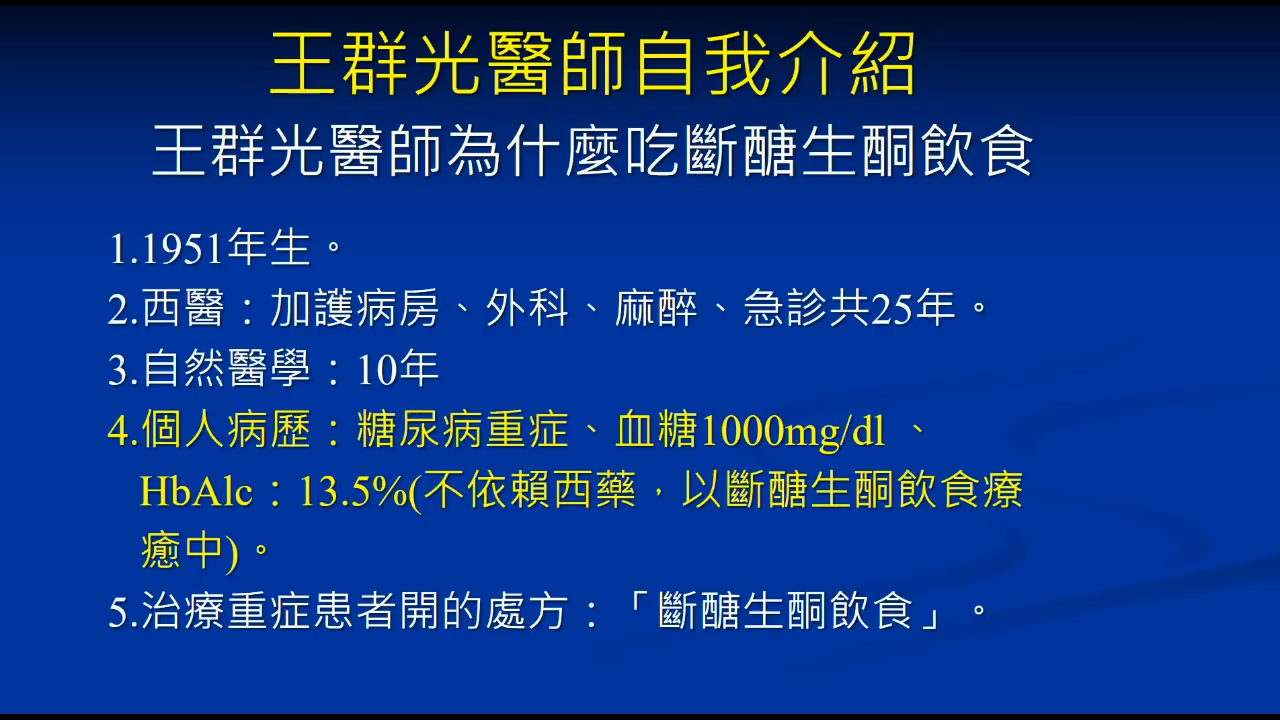 王群光醫師自我介紹
王群光醫師為什麼吃斷醣生酮飲食
1.1951年生。
2.西醫：加護病房、外科、麻醉、急診共25年。
3.自然醫學：10年
4.個人病歷：糖尿病重症、血糖1000mg/dl 、
HbAlc：13.5%(不依賴西藥，以斷醣生酮飲食療
癒中)。
5.治療重症患者開的處方：「斷醣生酮飲食」。